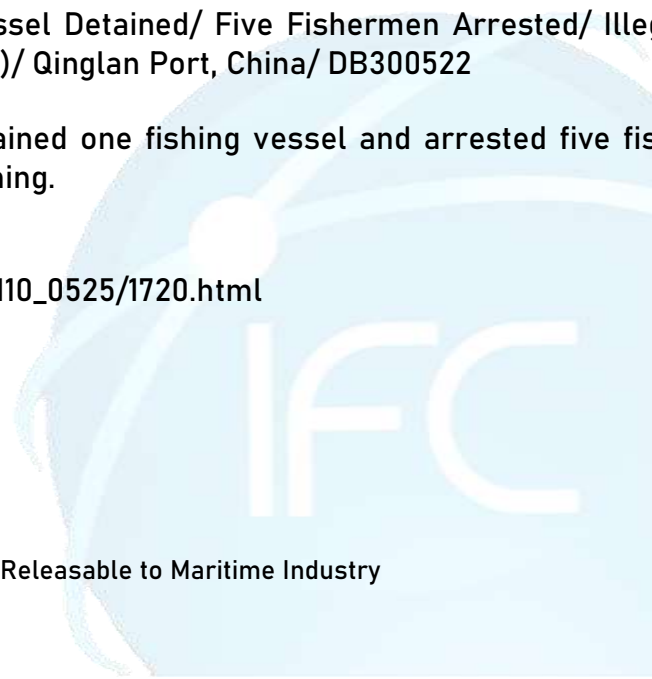 ssel Detained/ Five Fishermen Arrested/ Illeg
)/ Qinglan Port, China/ DB300522
ained one fishing vessel and arrested five fis
ning.
110_0525/1720.html
IFC
Releasable to Maritime Industry